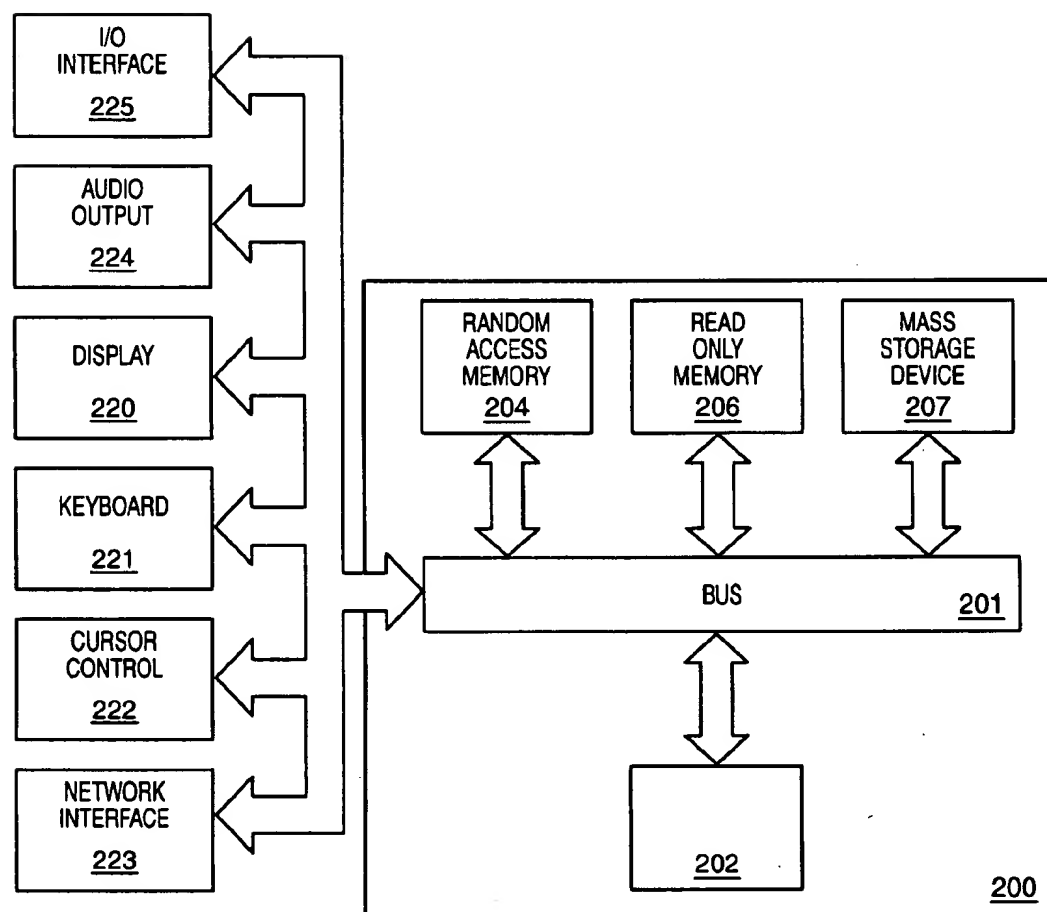 I/O
INTERFACE
225
AUDIO
OUTPUT
224
DISPLAY
220
KEYBOARD
221
CURSOR
CONTROL
222
NETWORK
INTERFACE
223
RANDOM
ACCESS
MEMORY
204
READ
ONLY
MEMORY
206
MASS
STORAGE
DEVICE
207
BUS
201
202
200